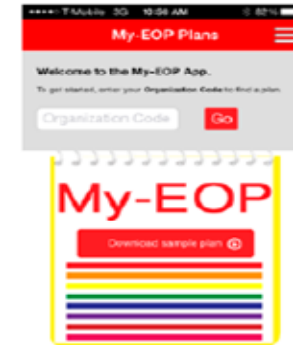 T-Mobile 3G 10:56 AM 82%
My-EOP Plans
Welcome to the My-EOP App.
To get started, enter your Organization Code to find a plan.
Organization Code Go
My-EOP
Download sample plan